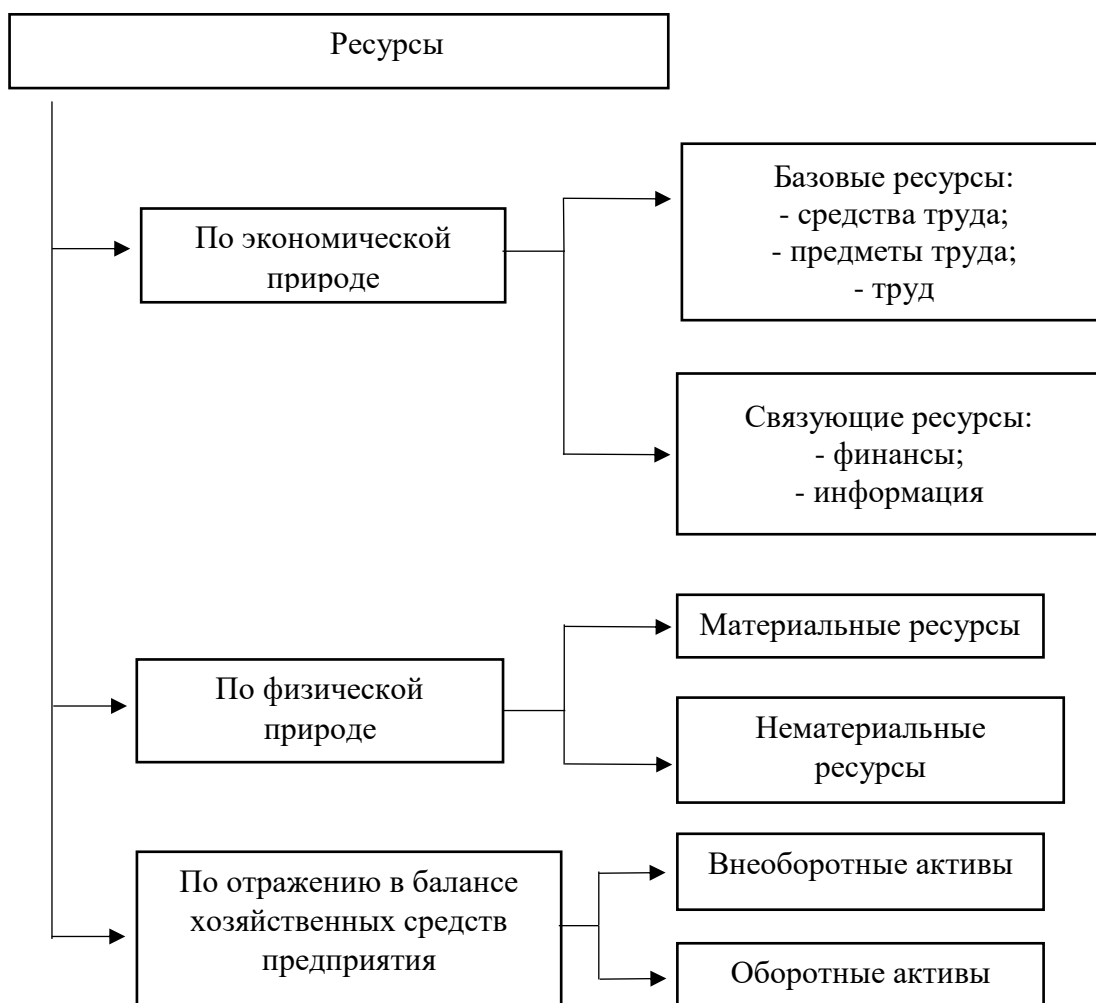 Ресурсы
По экономической
природе
Базовые ресурсы:
- средства труда;
- предметы труда;
- труд
Связующие ресурсы:
- финансы;
- информация
По физической
природе
Материальные ресурсы
Нематериальные
ресурсы
По отражению в балансе
хозяйственных средств
предприятия
Внеоборотные активы
Оборотные активы